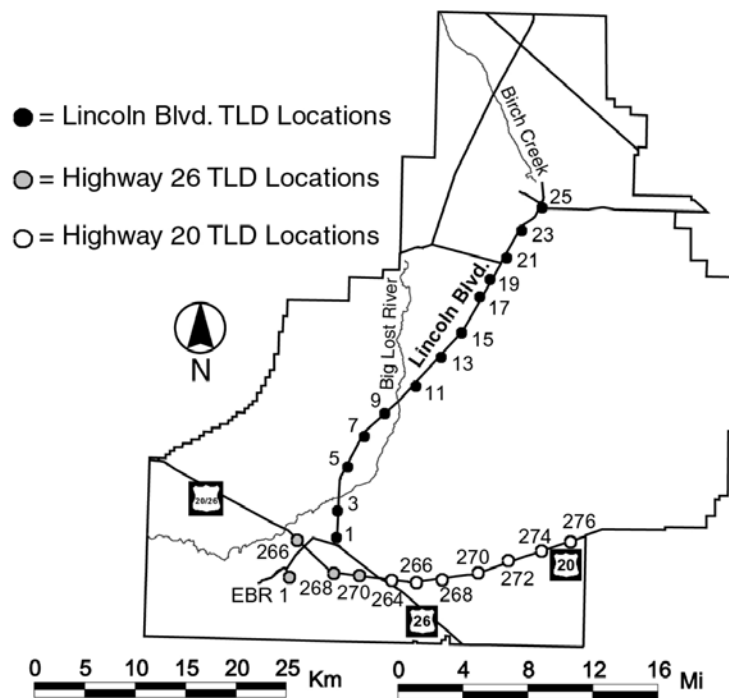 ● = Lincoln Blvd. TLD Locations
● = Highway 26 TLD Locations
○ = Highway 20 TLD Locations
Birch Creek
25
23
21
19
17
Lincoln Blvd.
Big Lost River
15
13
11
9
7
5
3
1
N
20/26
266
268
270
264
EBR 1
266
268
270
272
274
276
20
26
0 5 10 15 20 25 Km
0 4 8 12 16 Mi